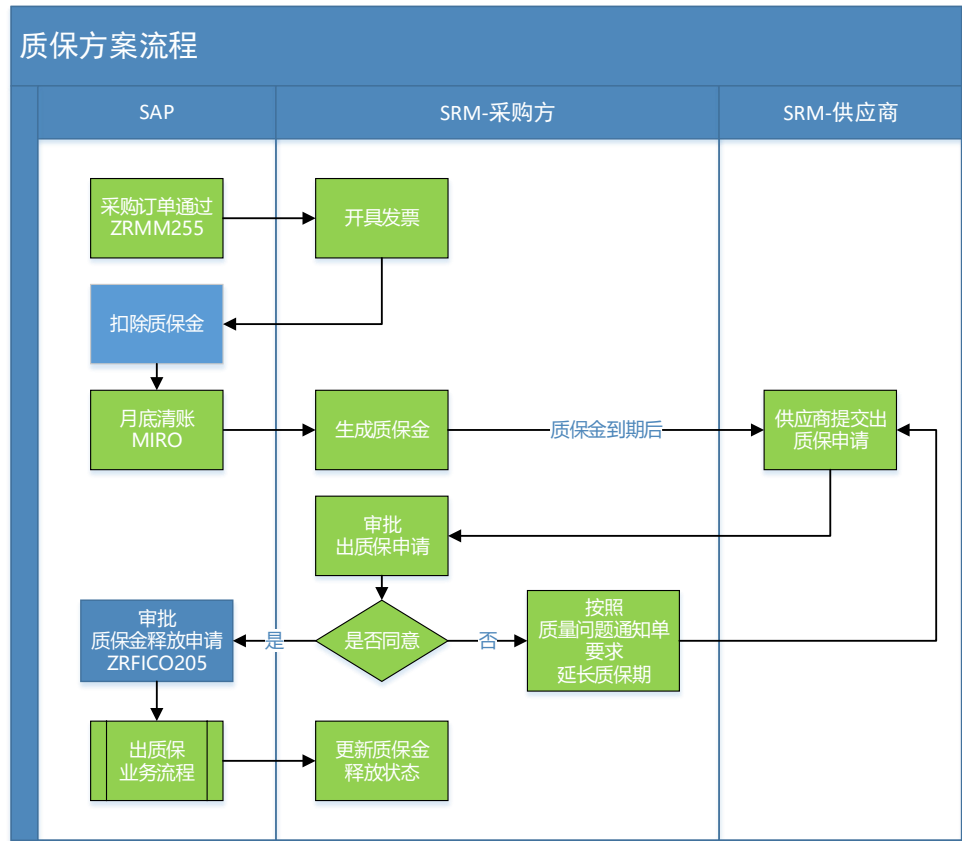 质保方案流程
SAP
SRM-采购方
SRM-供应商
采购订单通过
ZRMM255
开具发票
扣除质保金
月底清账
MIRO
生成质保金
质保金到期后
供应商提交出
质保申请
审批
出质保申请
审批
质保金释放申请
ZRFICO205
是
是否同意
否
按照
质量问题通知单
要求
延长质保期
出质保
业务流程
更新质保金
释放状态